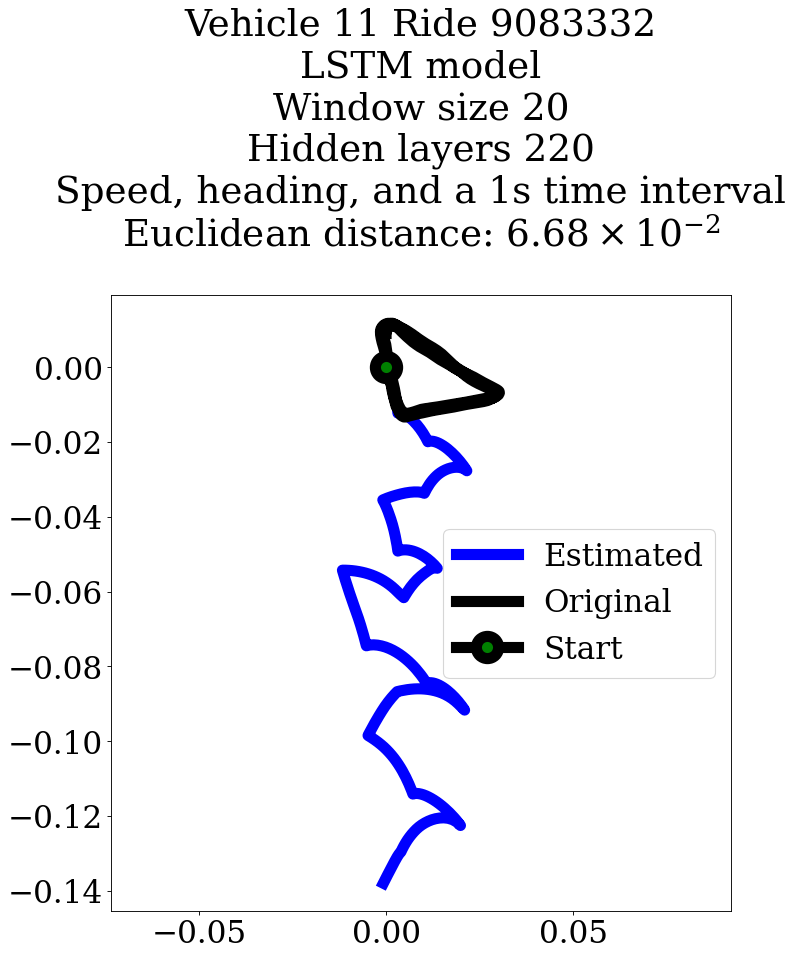 Vehicle 11 Ride 9083332
LSTM model
Window size 20
Hidden layers 220
Speed, heading, and a 1s time interval
Euclidean distance: 6.68 × 10⁻²
0.00
−0.02
−0.04
−0.06
−0.08
−0.10
−0.12
−0.14
Estimated
Original
Start
−0.05
0.00
0.05